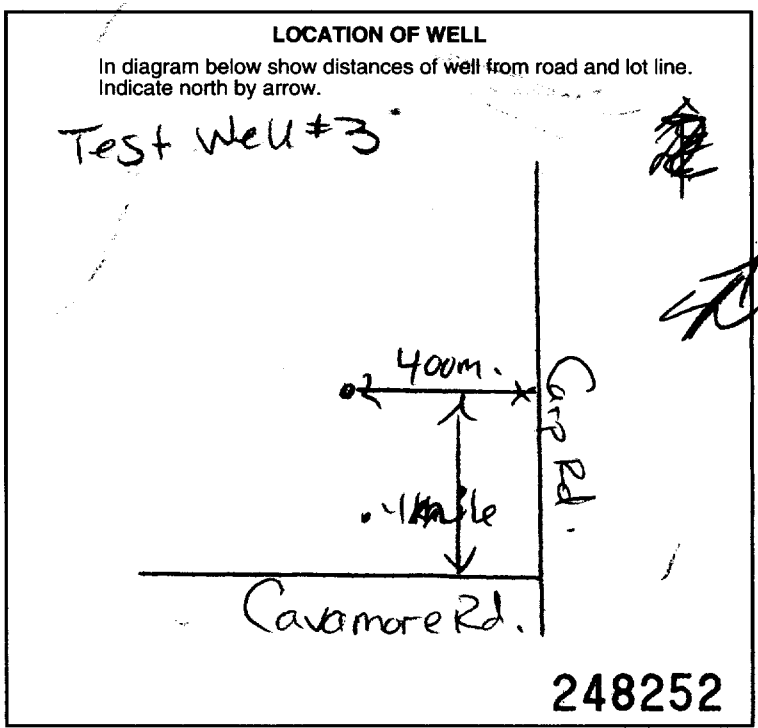 LOCATION OF WELL
In diagram below show distances of well from road and lot line.
Indicate north by arrow.
Test Well #3
400m.
Carp Rd.
Cavamore Rd.
248252